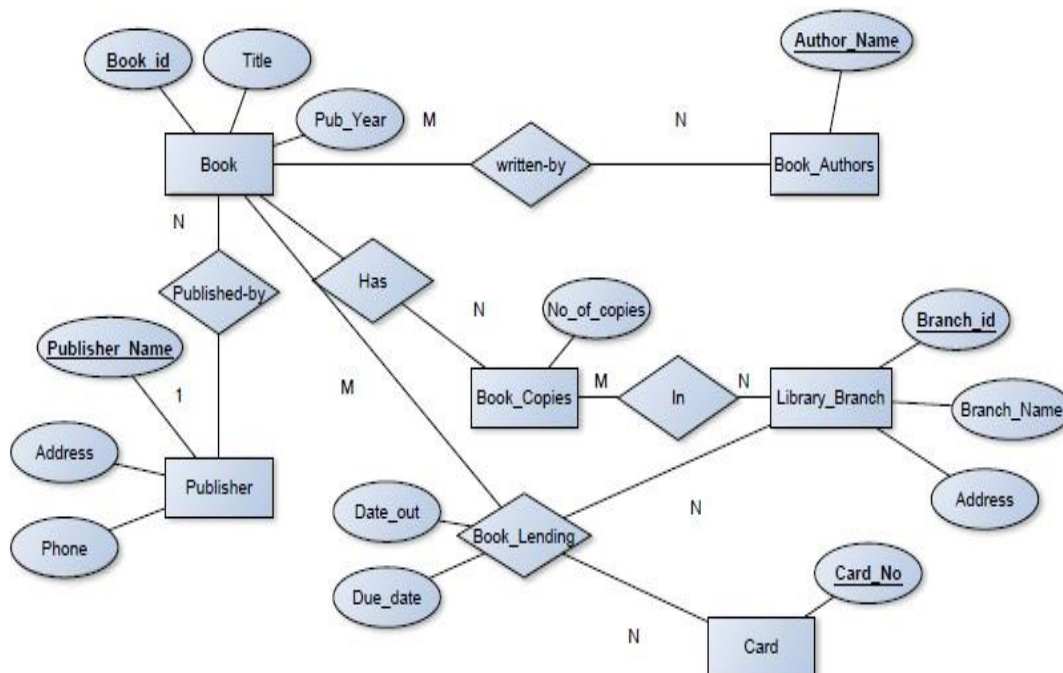 Author_Name
Book_id
Title
Pub_Year
M
N
Book
written-by
Book_Authors
N
Has
Published-by
No_of_copies
N
Branch_id
Publisher_Name
M
M
N
1
Book_Copies
In
Library_Branch
Branch_Name
Address
Publisher
Date_out
N
Address
Book_Lending
Phone
Card_No
Due_date
N
Card